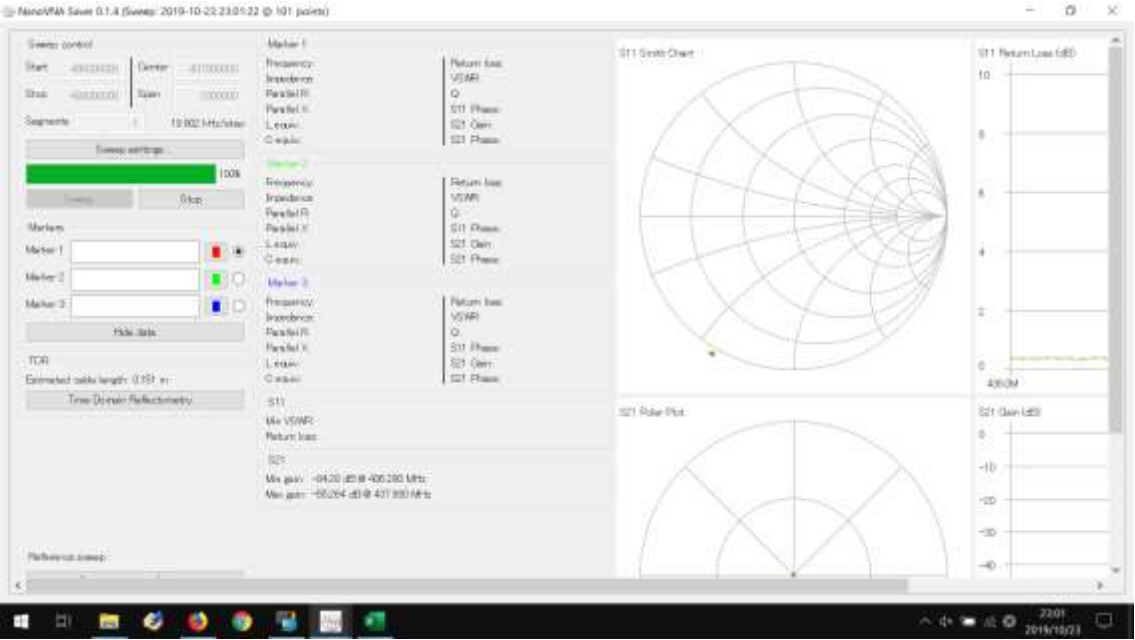 NanoVNA Saver 0.1.4 (Sweep: 2019-10-23 23:01:22 @ 101 points)
Sweep control
Start
Center
Stop
Span
Segments
1
Sweep settings ...
100%
Sweep
Stop
Markers
Marker 1
Marker 2
Marker 3
Hide data
TDR
Estimated cable length: 0.151 m
Time Domain Reflectometry
Reference sweep
Marker 1
Frequency:
Impedance:
Parallel R:
Parallel X:
L equiv.:
C equiv.:
Return loss:
VSWR:
Q:
S11 Phase:
S21 Gain:
S21 Phase:
Marker 2
Frequency:
Impedance:
Parallel R:
Parallel X:
L equiv.:
C equiv.:
Return loss:
VSWR:
Q:
S11 Phase:
S21 Gain:
S21 Phase:
Marker 3
Frequency:
Impedance:
Parallel R:
Parallel X:
L equiv.:
C equiv.:
Return loss:
VSWR:
Q:
S11 Phase:
S21 Gain:
S21 Phase:
S11
Min VSWR:
Return loss:
S21
Min gain:
Max gain:
S11 Smith Chart
S11 Return Loss (dB)
10
8
6
4
2
0
S21 Polar Plot
S21 Gain (dB)
0
-10
-20
-30
-40
23:01
2019/10/23